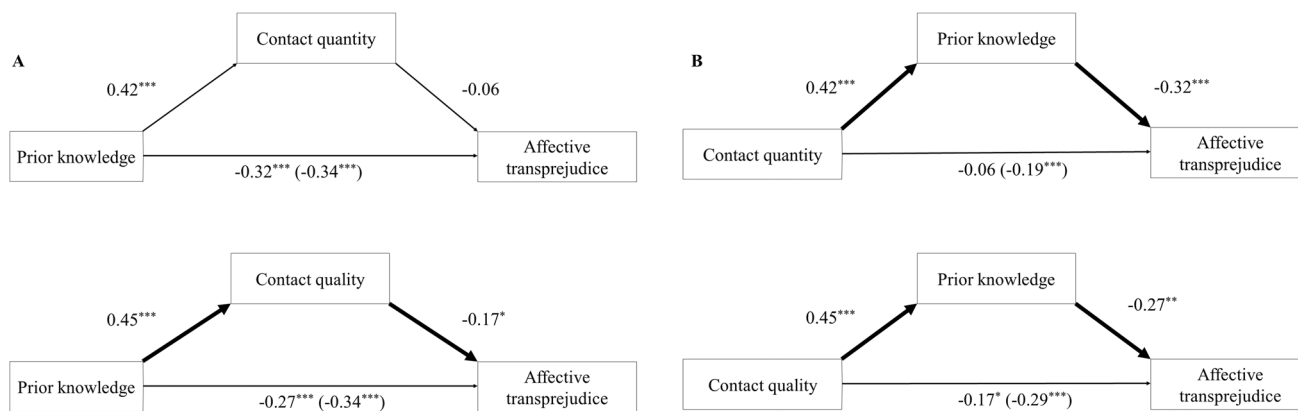 A
Contact quantity
0.42***
-0.06
Prior knowledge
Affective
transprejudice
-0.32*** (-0.34***)
B
Prior knowledge
0.42***
-0.32***
Contact quantity
Affective
transprejudice
-0.06 (-0.19***)
Contact quality
0.45***
-0.17*
Prior knowledge
Affective
transprejudice
-0.27*** (-0.34***)
Prior knowledge
0.45***
-0.27**
Contact quality
Affective
transprejudice
-0.17* (-0.29***)